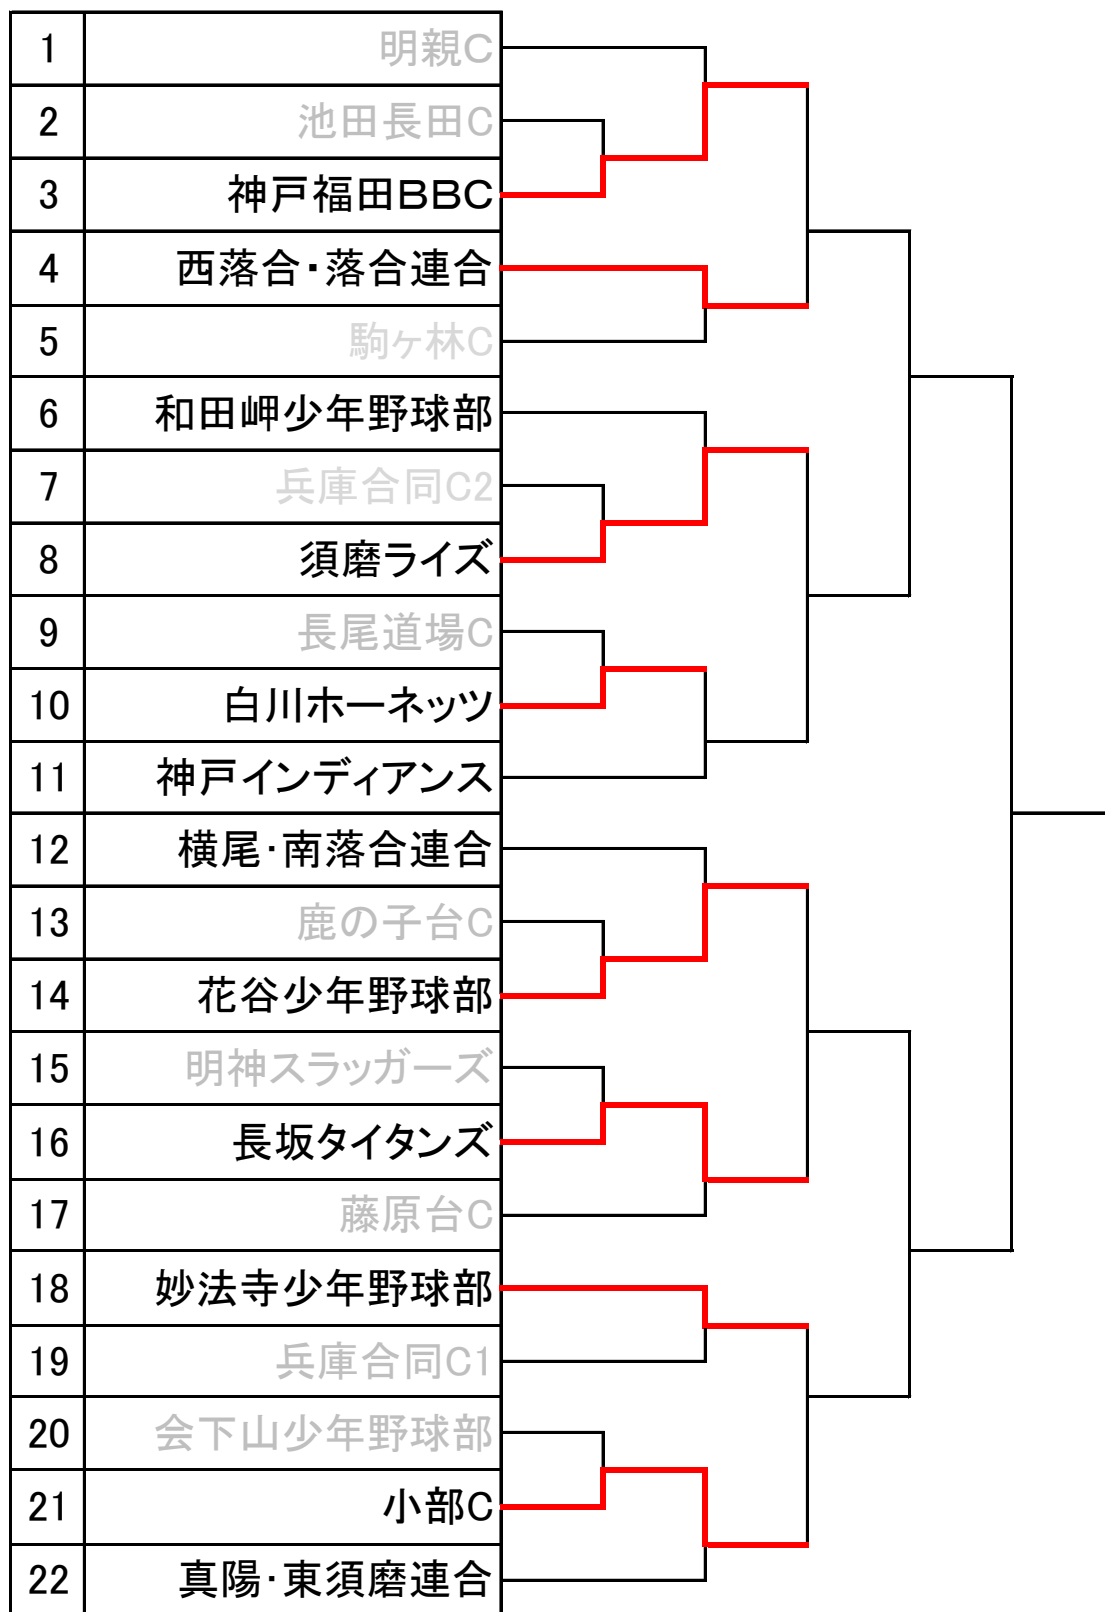 1 明親C
2 池田長田C
3 神戸福田BBC
4 西落合・落合連合
5 駒ヶ林C
6 和田岬少年野球部
7 兵庫合同C2
8 須磨ライズ
9 長尾道場C
10 白川ホーネッツ
11 神戸インディアンス
12 横尾・南落合連合
13 鹿の子台C
14 花谷少年野球部
15 明神スラッガーズ
16 長坂タイタンズ
17 藤原台C
18 妙法寺少年野球部
19 兵庫合同C1
20 会下山少年野球部
21 小部C
22 真陽・東須磨連合